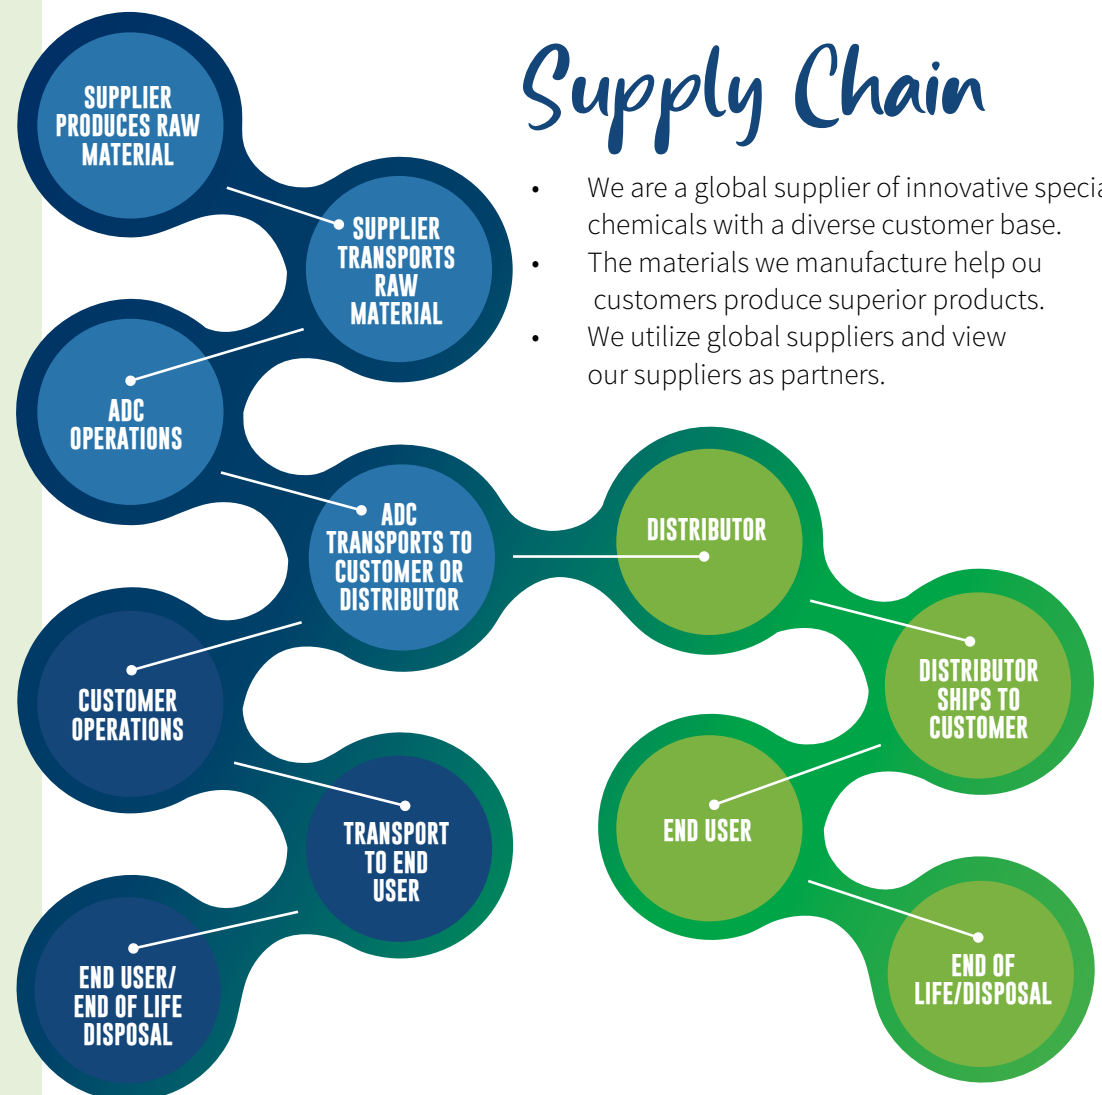 Supply Chain
• We are a global supplier of innovative specia
chemicals with a diverse customer base.
• The materials we manufacture help ou
customers produce superior products.
• We utilize global suppliers and view
our suppliers as partners.
SUPPLIER
PRODUCES RAW
MATERIAL
SUPPLIER
TRANSPORTS
RAW
MATERIAL
ADC
OPERATIONS
ADC
TRANSPORTS TO
CUSTOMER OR
DISTRIBUTOR
CUSTOMER
OPERATIONS
TRANSPORT
TO END
USER
END USER/
END OF LIFE
DISPOSAL
DISTRIBUTOR
DISTRIBUTOR
SHIPS TO
CUSTOMER
END USER
END OF
LIFE/DISPOSAL